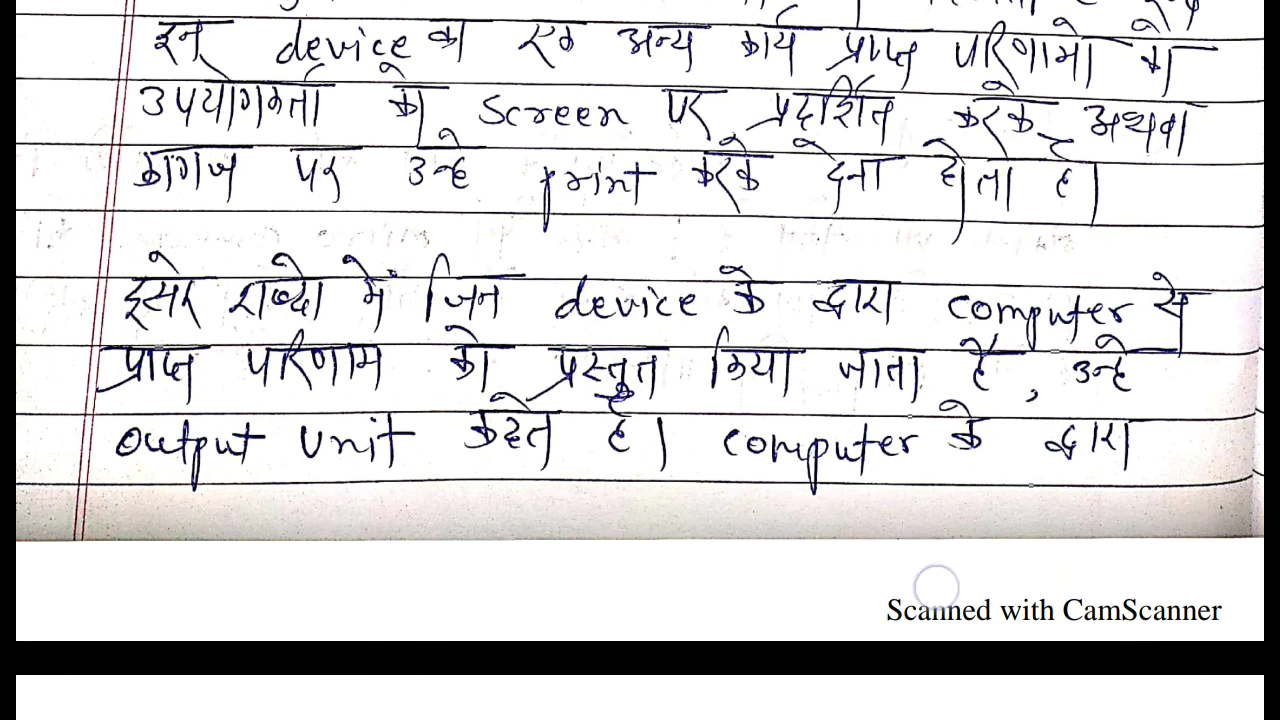 इन device का एक अन्य कार्य प्राप्त परिणामो को
उपयोगकर्ता को screen पर प्रदर्शित करके अथवा
कागज पर उन्हे print करके देना होता है।
दुसरे शब्दो में जिन device के द्वारा computer से
प्राप्त परिणाम को प्रस्तुत किया जाता हैं, उन्हे
output unit कहते है। computer के द्वारा
Scanned with CamScanner